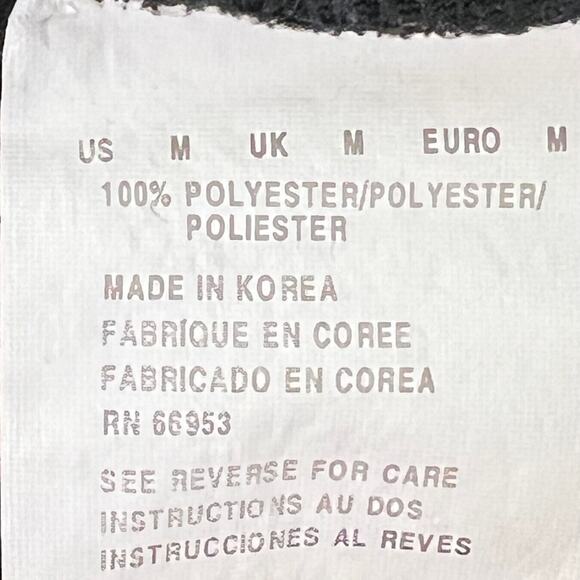 US M UK M EURO M
100% POLYESTER/POLYESTER/
POLIESTER
MADE IN KOREA
FABRIQUE EN COREE
FABRICADO EN COREA
RN 66953
SEE REVERSE FOR CARE
INSTRUCTIONS AU DOS
INSTRUCCIONES AL REVES